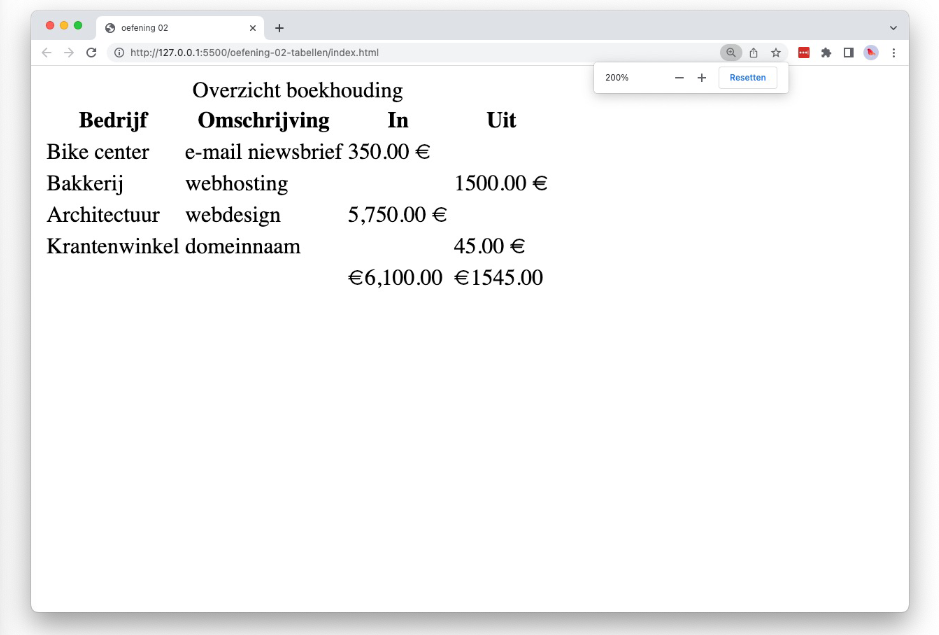 oefening 02
http://127.0.0.1:5500/oefening-02-tabellen/index.html
200% − + Resetten
Overzicht boekhouding
Bedrijf Omschrijving In Uit
Bike center e-mail niewsbrief 350.00 €
Bakkerij webhosting 1500.00 €
Architectuur webdesign 5,750.00 €
Krantenwinkel domeinnaam 45.00 €
€6,100.00 €1545.00